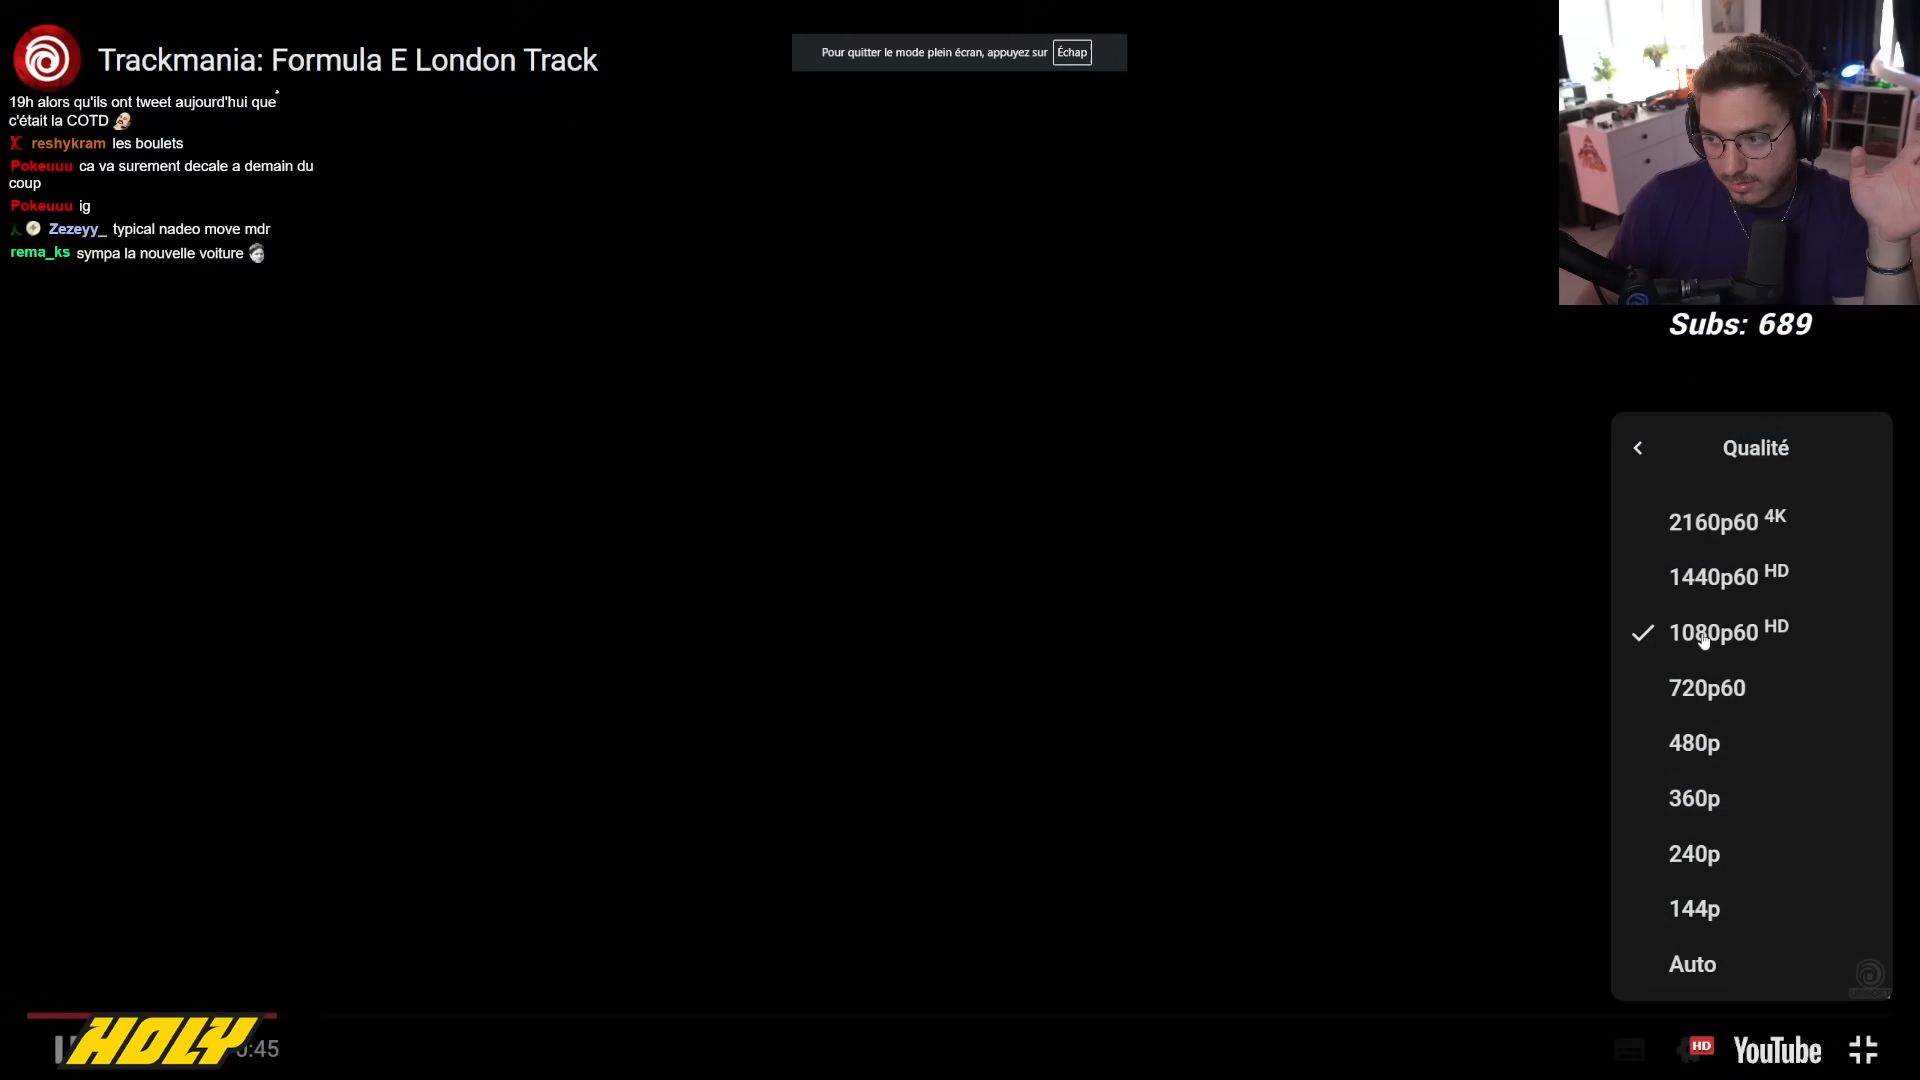 Trackmania: Formula E London Track
Pour quitter le mode plein écran, appuyez sur Échap
19h alors qu'ils ont tweet aujourd'hui que
c'était la COTD
reshykram les boulets
Pokeuuu ca va surement decale a demain du
coup
Pokeuuu ig
Zezeyy_ typical nadeo move mdr
rema_ks sympa la nouvelle voiture
Subs: 689
Qualité
2160p60 4K
1440p60 HD
1080p60 HD
720p60
480p
360p
240p
144p
Auto
HOLY
:45
HD
YouTube